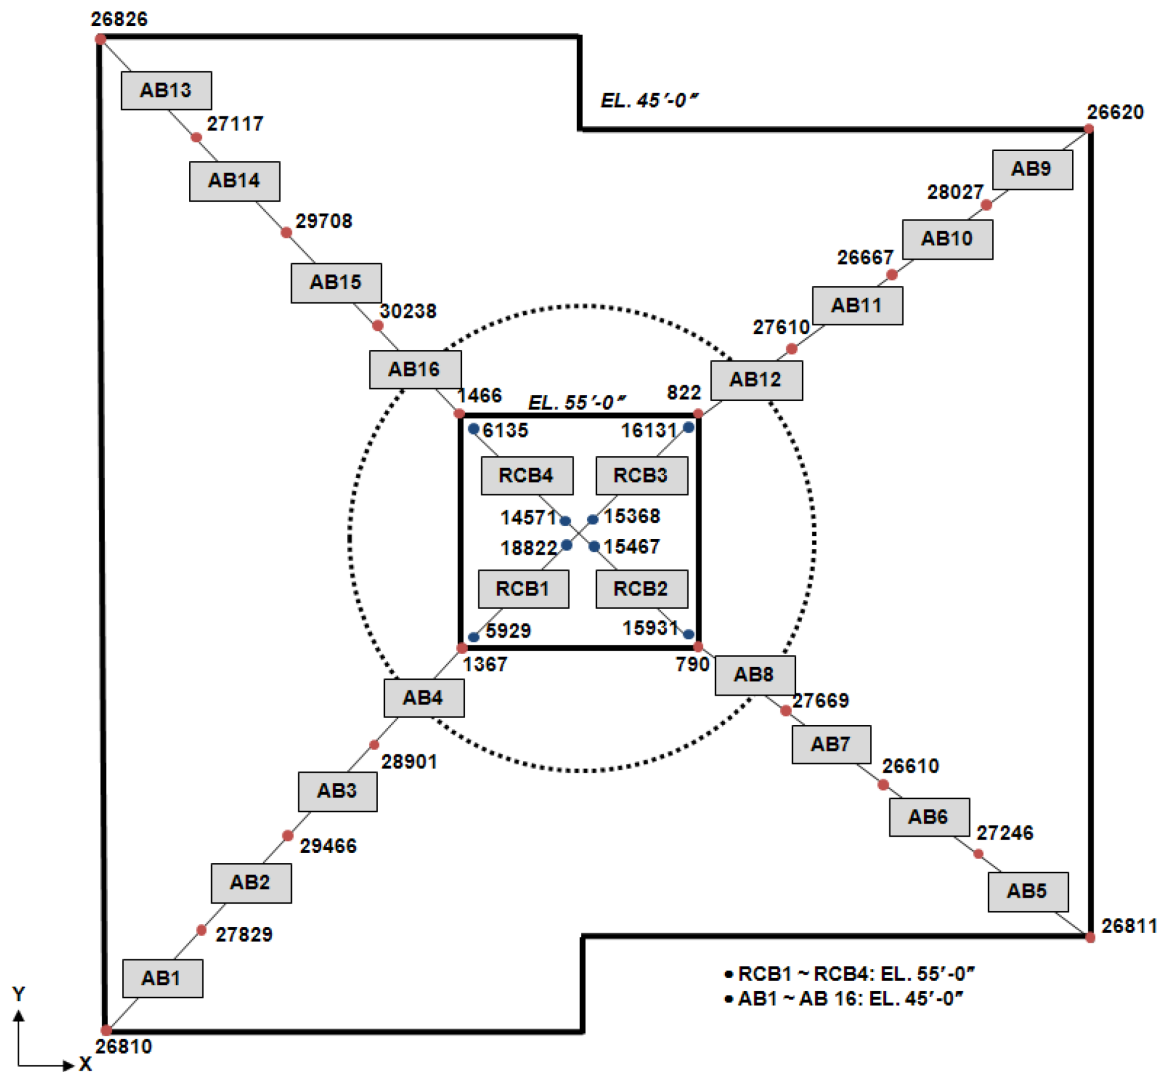 26826
AB13
EL. 45′-0″
26620
27117
AB9
AB14
28027
29708
AB10
26667
AB15
AB11
30238
27610
AB16
AB12
1466
EL. 55′-0″
822
6135
16131
RCB4
RCB3
14571
15368
18822
15467
RCB1
RCB2
5929
15931
1367
790
AB8
AB4
27669
AB7
28901
26610
AB3
AB6
29466
27246
AB2
AB5
26811
27829
AB1
• RCB1 ~ RCB4: EL. 55′-0″
• AB1 ~ AB 16: EL. 45′-0″
Y
26810
X